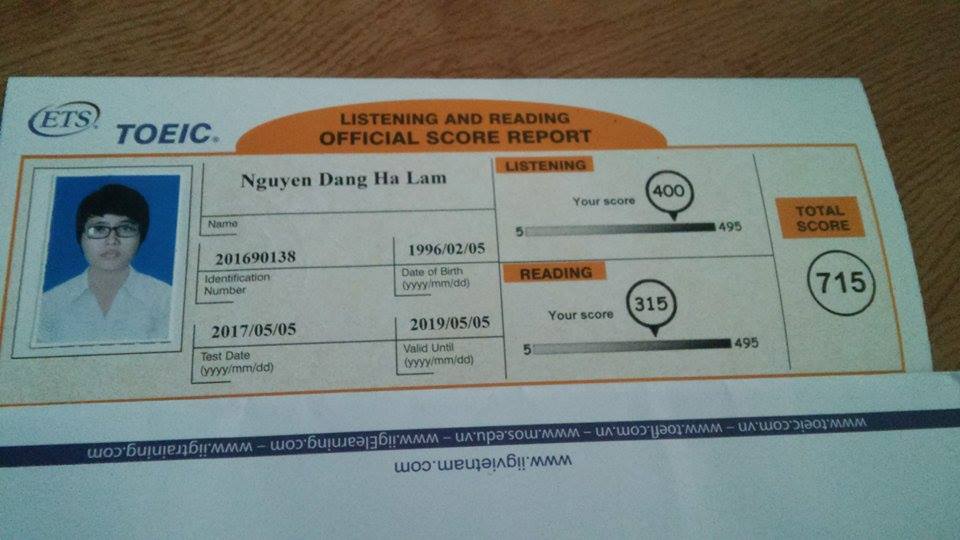 ETS
TOEIC®
LISTENING AND READING
OFFICIAL SCORE REPORT
Nguyen Dang Ha Lam
Name
201690138
Identification
Number
1996/02/05
Date of Birth
(yyyy/mm/dd)
2017/05/05
Test Date
(yyyy/mm/dd)
2019/05/05
Valid Until
(yyyy/mm/dd)
LISTENING
Your score
400
5
495
READING
Your score
315
5
495
TOTAL
SCORE
715
www.iigvietnam.com
www.toeic.com.vn – www.toefl.com.vn – www.mos.edu.vn – www.iigElearning.com – www.iigtraining.com